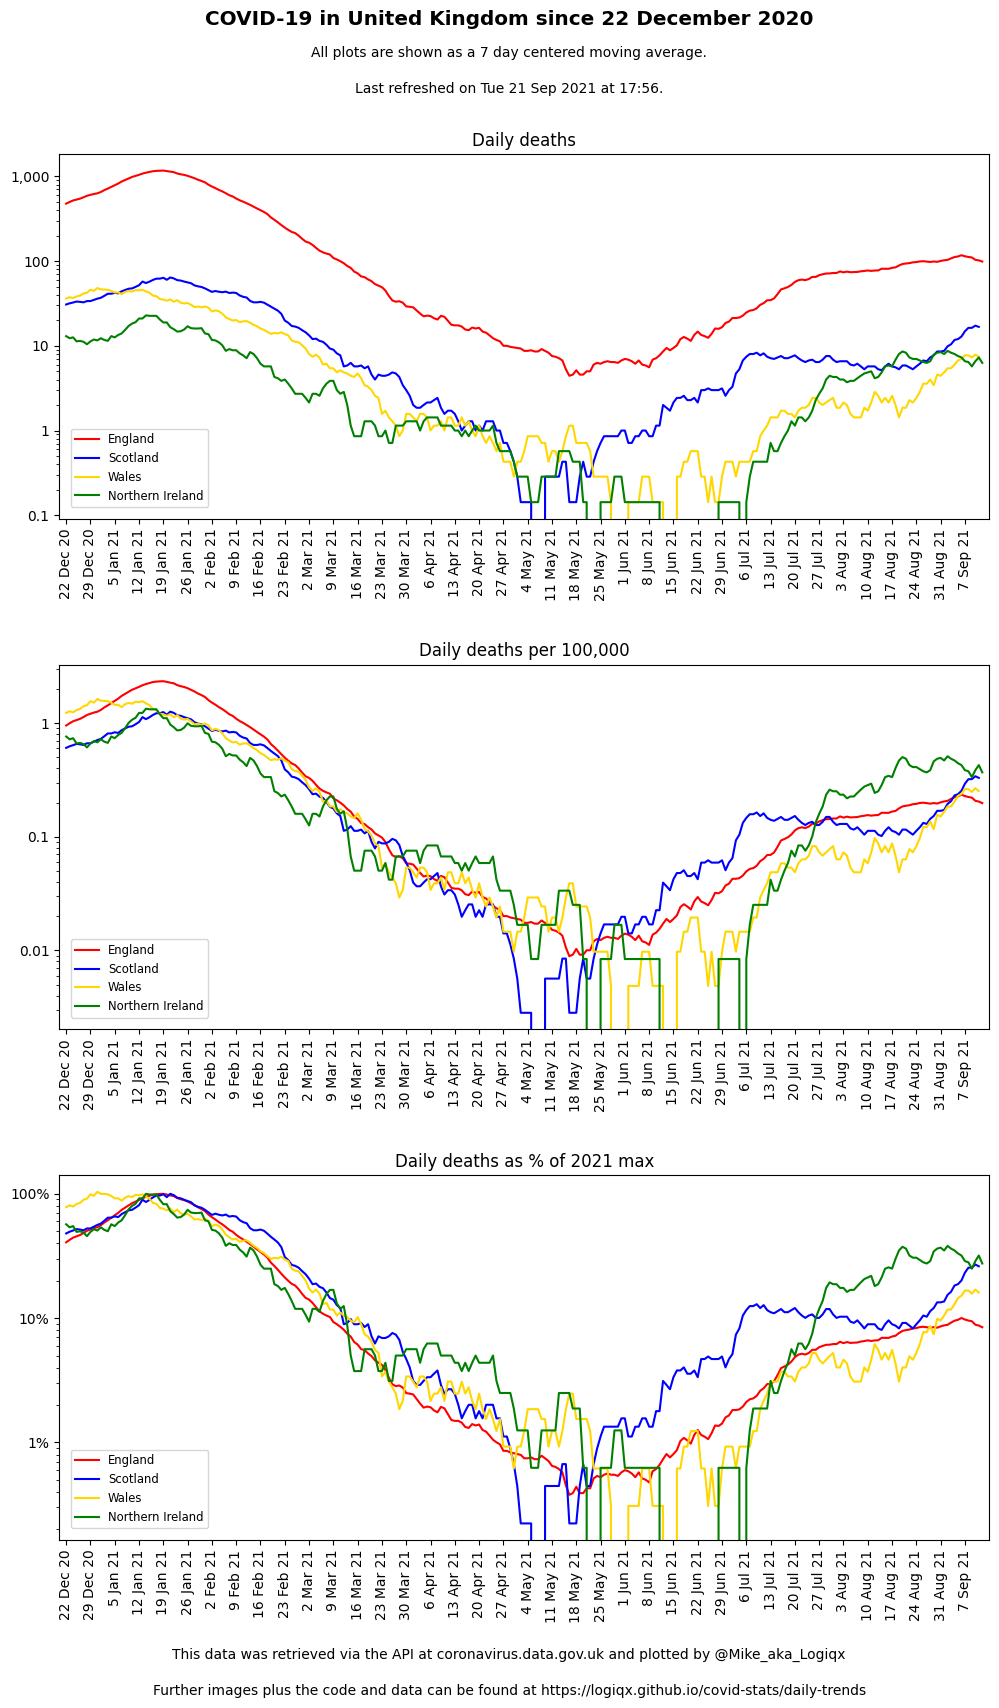 COVID-19 in United Kingdom since 22 December 2020
All plots are shown as a 7 day centered moving average.
Last refreshed on Tue 21 Sep 2021 at 17:56.
Daily deaths
1,000
100
10
1
0.1
England
Scotland
Wales
Northern Ireland
22 Dec 20
29 Dec 20
5 Jan 21
12 Jan 21
19 Jan 21
26 Jan 21
2 Feb 21
9 Feb 21
16 Feb 21
23 Feb 21
2 Mar 21
9 Mar 21
16 Mar 21
23 Mar 21
30 Mar 21
6 Apr 21
13 Apr 21
20 Apr 21
27 Apr 21
4 May 21
11 May 21
18 May 21
25 May 21
1 Jun 21
8 Jun 21
15 Jun 21
22 Jun 21
29 Jun 21
6 Jul 21
13 Jul 21
20 Jul 21
27 Jul 21
3 Aug 21
10 Aug 21
17 Aug 21
24 Aug 21
31 Aug 21
7 Sep 21
Daily deaths per 100,000
1
0.1
0.01
England
Scotland
Wales
Northern Ireland
22 Dec 20
29 Dec 20
5 Jan 21
12 Jan 21
19 Jan 21
26 Jan 21
2 Feb 21
9 Feb 21
16 Feb 21
23 Feb 21
2 Mar 21
9 Mar 21
16 Mar 21
23 Mar 21
30 Mar 21
6 Apr 21
13 Apr 21
20 Apr 21
27 Apr 21
4 May 21
11 May 21
18 May 21
25 May 21
1 Jun 21
8 Jun 21
15 Jun 21
22 Jun 21
29 Jun 21
6 Jul 21
13 Jul 21
20 Jul 21
27 Jul 21
3 Aug 21
10 Aug 21
17 Aug 21
24 Aug 21
31 Aug 21
7 Sep 21
Daily deaths as % of 2021 max
100%
10%
1%
England
Scotland
Wales
Northern Ireland
22 Dec 20
29 Dec 20
5 Jan 21
12 Jan 21
19 Jan 21
26 Jan 21
2 Feb 21
9 Feb 21
16 Feb 21
23 Feb 21
2 Mar 21
9 Mar 21
16 Mar 21
23 Mar 21
30 Mar 21
6 Apr 21
13 Apr 21
20 Apr 21
27 Apr 21
4 May 21
11 May 21
18 May 21
25 May 21
1 Jun 21
8 Jun 21
15 Jun 21
22 Jun 21
29 Jun 21
6 Jul 21
13 Jul 21
20 Jul 21
27 Jul 21
3 Aug 21
10 Aug 21
17 Aug 21
24 Aug 21
31 Aug 21
7 Sep 21
This data was retrieved via the API at coronavirus.data.gov.uk and plotted by @Mike_aka_Logiqx
Further images plus the code and data can be found at https://logiqx.github.io/covid-stats/daily-trends